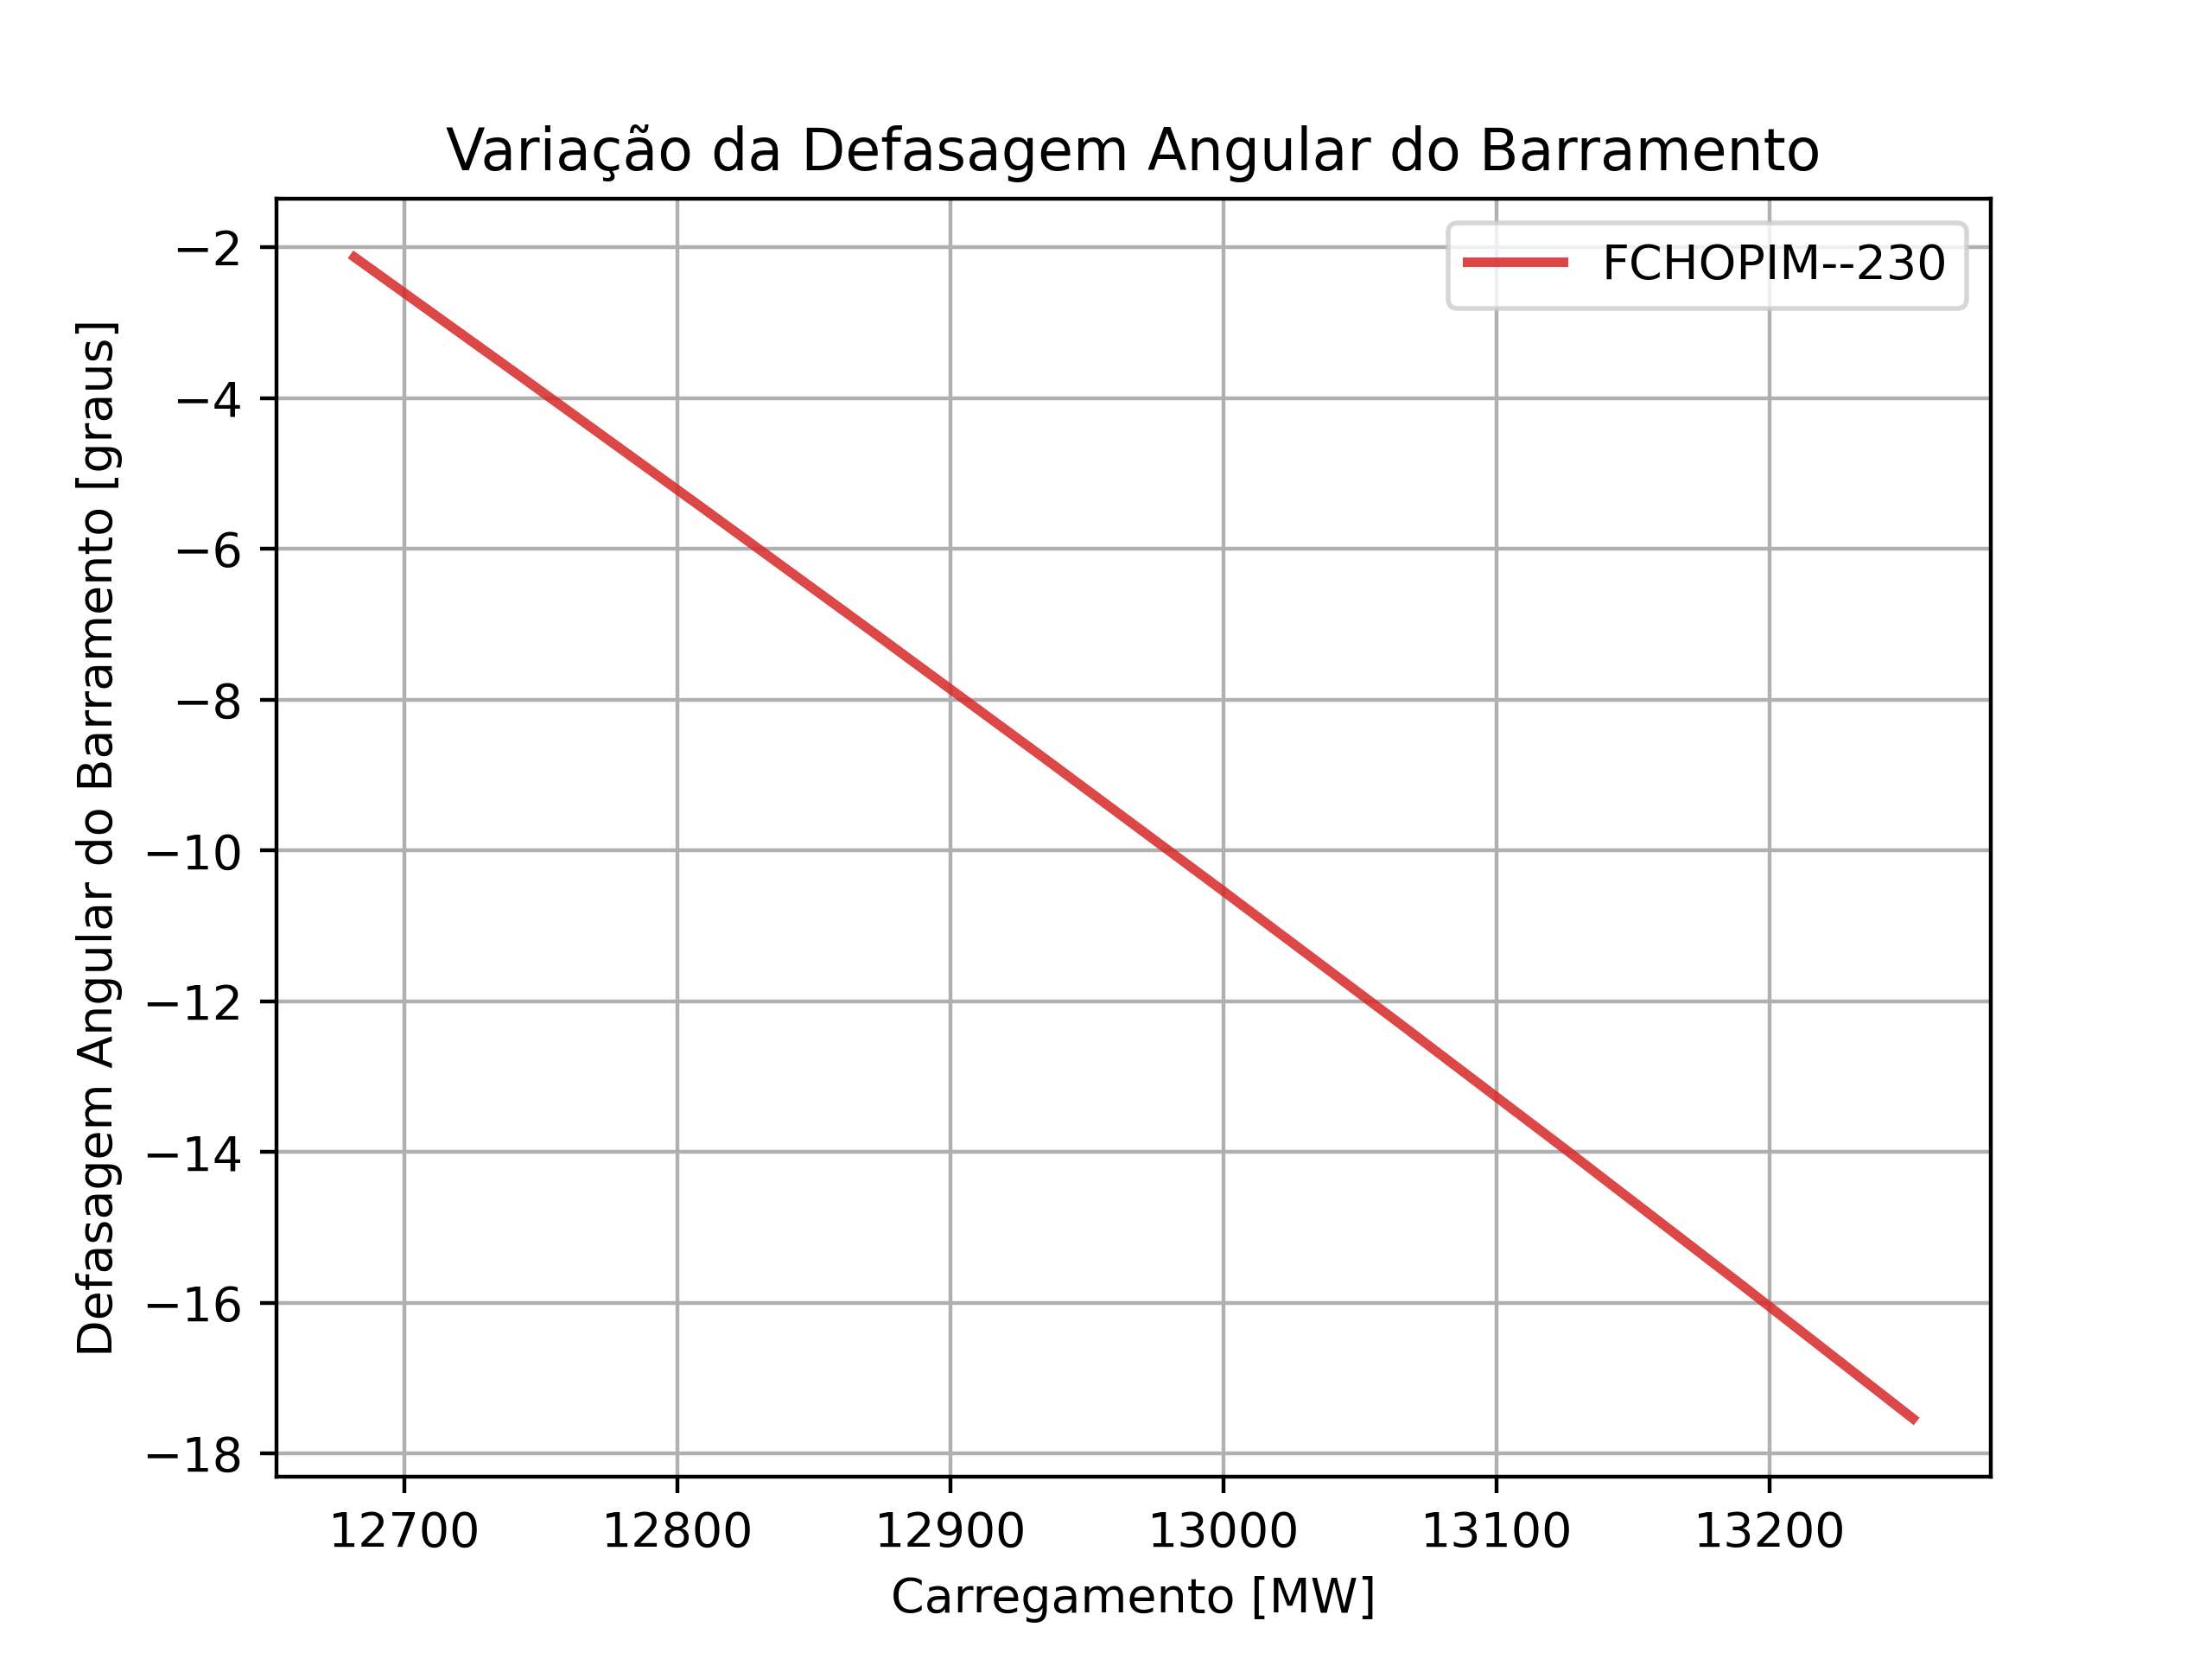 Variação da Defasagem Angular do Barramento
FCHOPIM--230
Defasagem Angular do Barramento [graus]
−2
−4
−6
−8
−10
−12
−14
−16
−18
12700 12800 12900 13000 13100 13200
Carregamento [MW]